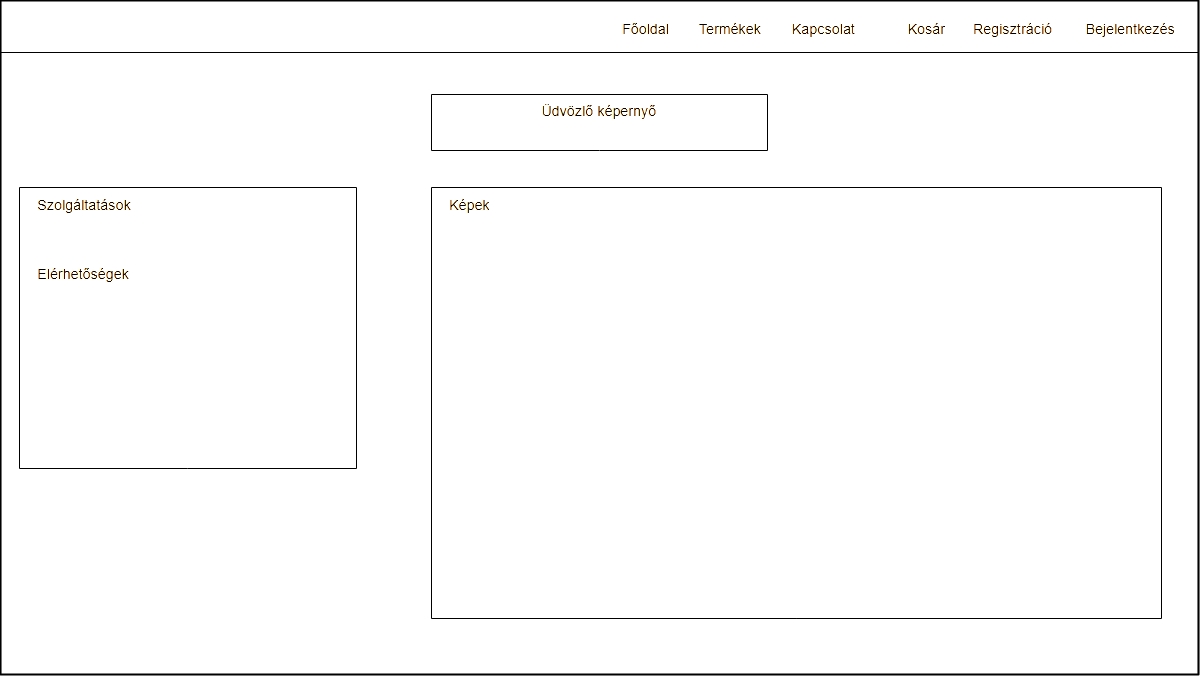 Főoldal Termékek Kapcsolat Kosár Regisztráció Bejelentkezés
Üdvözlő képernyő
Szolgáltatások
Elérhetőségek
Képek